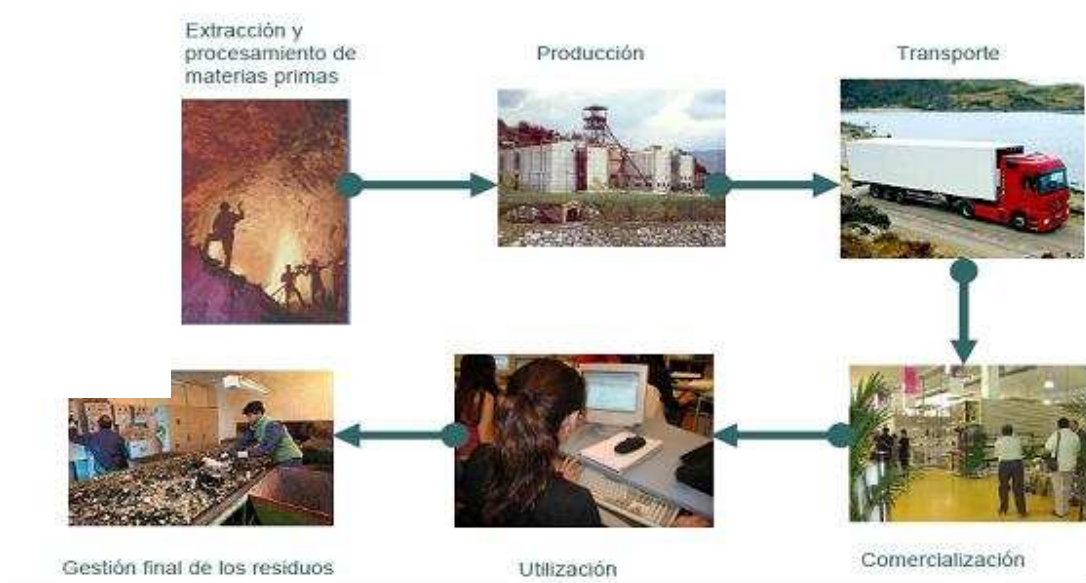 Extracción y
procesamiento de
materias primas
Producción
Transporte
Gestión final de los residuos
Utilización
Comercialización